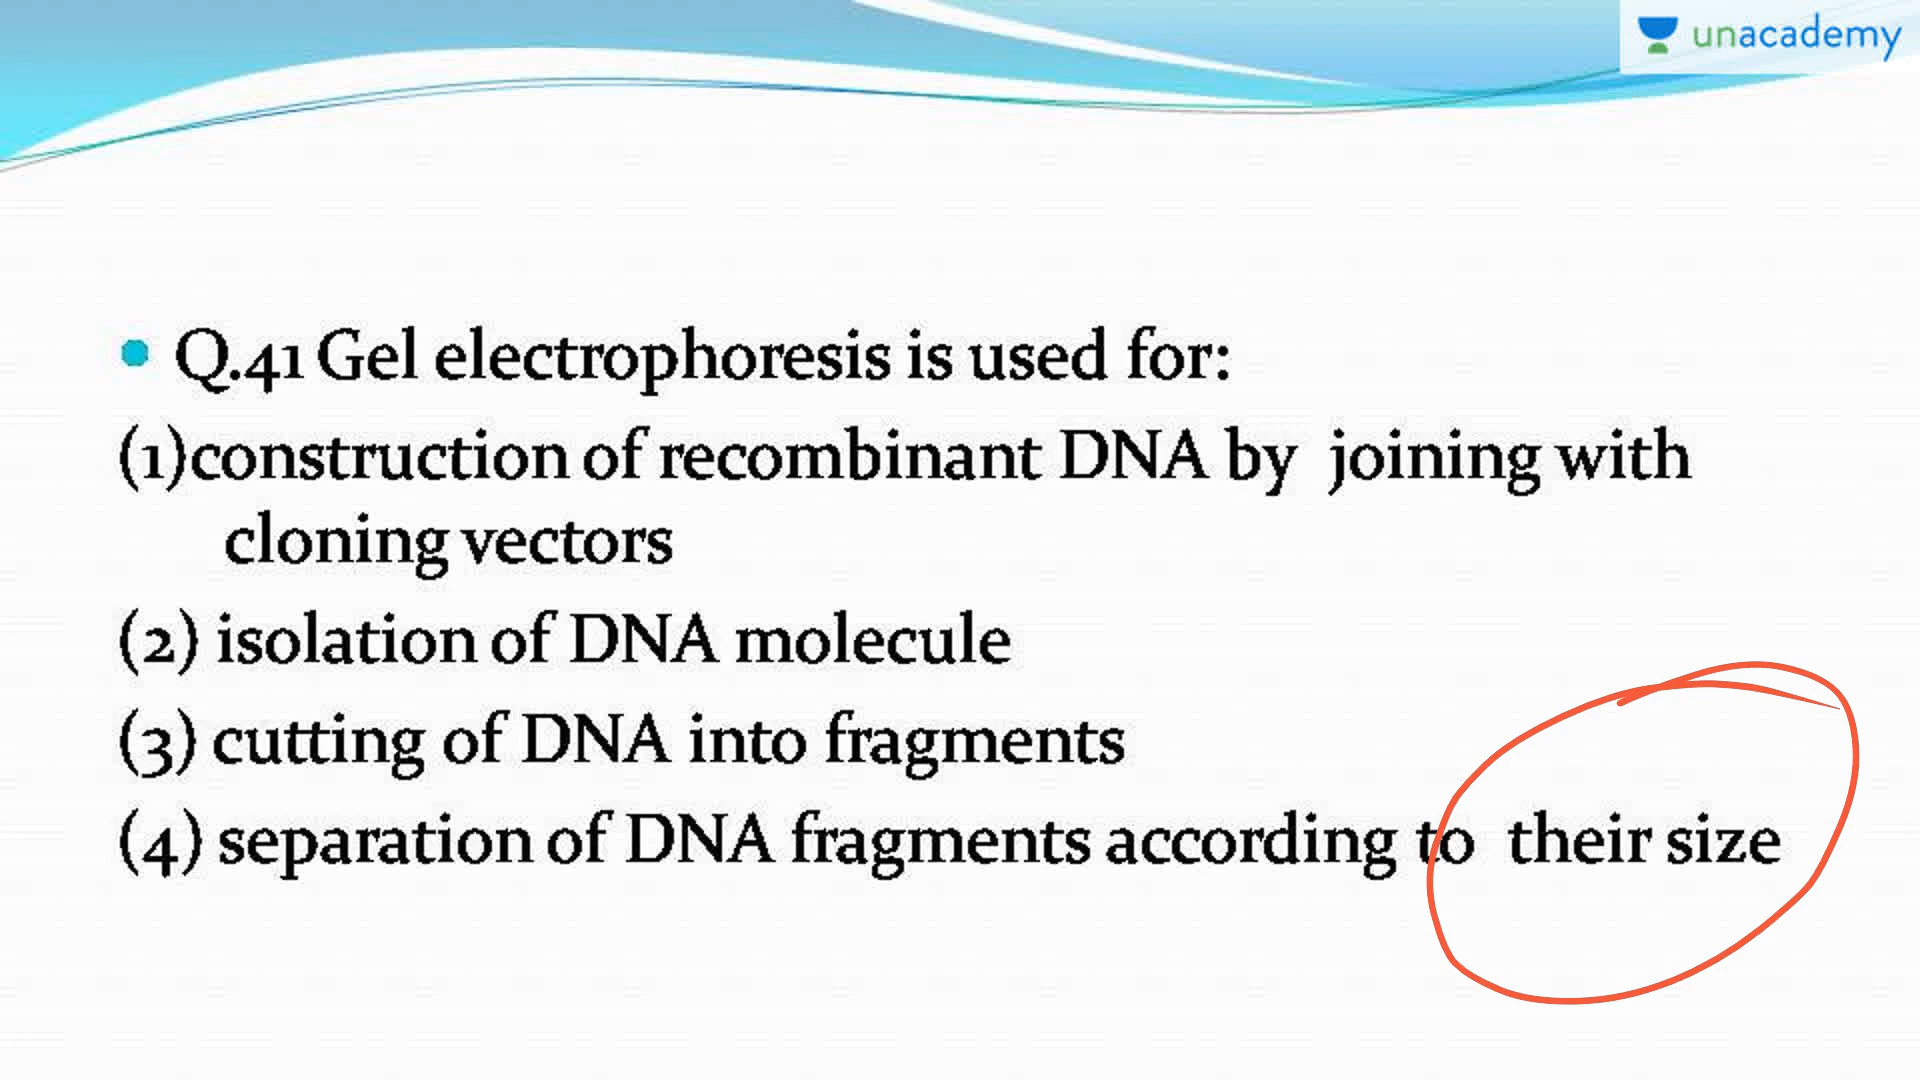 unacademy
Q.41 Gel electrophoresis is used for:
(1)construction of recombinant DNA by joining with
cloning vectors
(2) isolation of DNA molecule
(3) cutting of DNA into fragments
(4) separation of DNA fragments according to their size